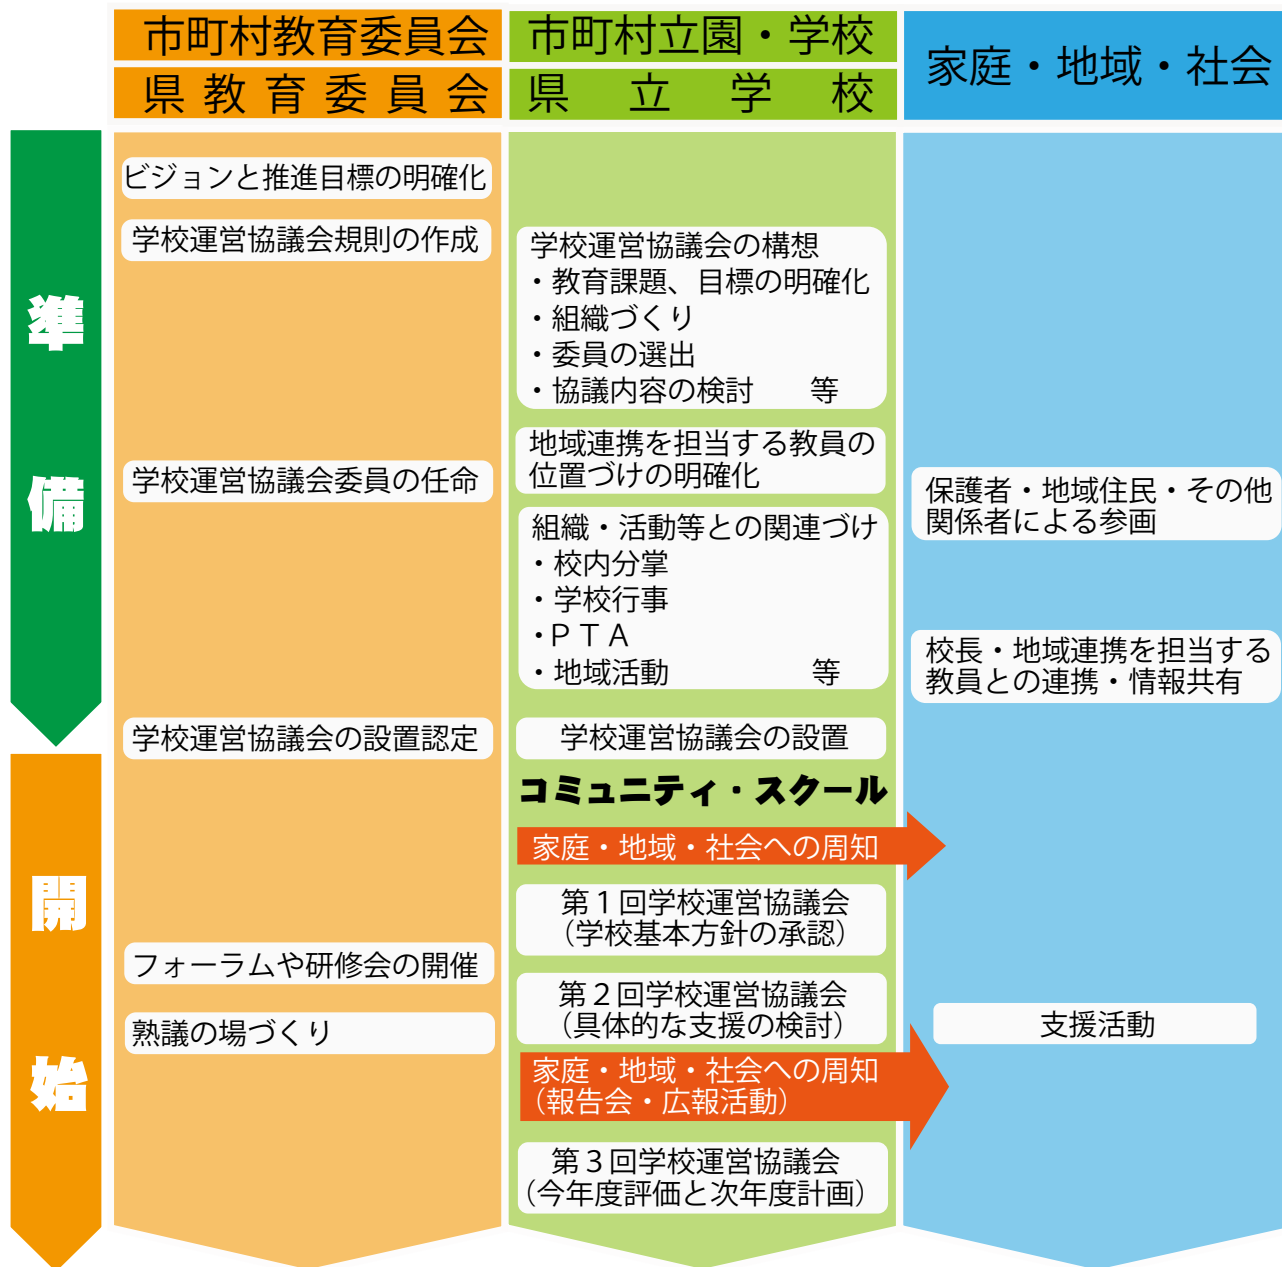 市町村教育委員会
県教育委員会
市町村立園・学校
県立学校
家庭・地域・社会
準備
開始
ビジョンと推進目標の明確化
学校運営協議会規則の作成
学校運営協議会委員の任命
学校運営協議会の設置認定
フォーラムや研修会の開催
熟議の場づくり
学校運営協議会の構想
・教育課題、目標の明確化
・組織づくり
・委員の選出
・協議内容の検討　　等
地域連携を担当する教員の
位置づけの明確化
組織・活動等との関連づけ
・校内分掌
・学校行事
・ＰＴＡ
・地域活動　　　　　等
学校運営協議会の設置
コミュニティ・スクール
家庭・地域・社会への周知
第１回学校運営協議会
（学校基本方針の承認）
第２回学校運営協議会
（具体的な支援の検討）
家庭・地域・社会への周知
（報告会・広報活動）
第３回学校運営協議会
（今年度評価と次年度計画）
保護者・地域住民・その他
関係者による参画
校長・地域連携を担当する
教員との連携・情報共有
支援活動